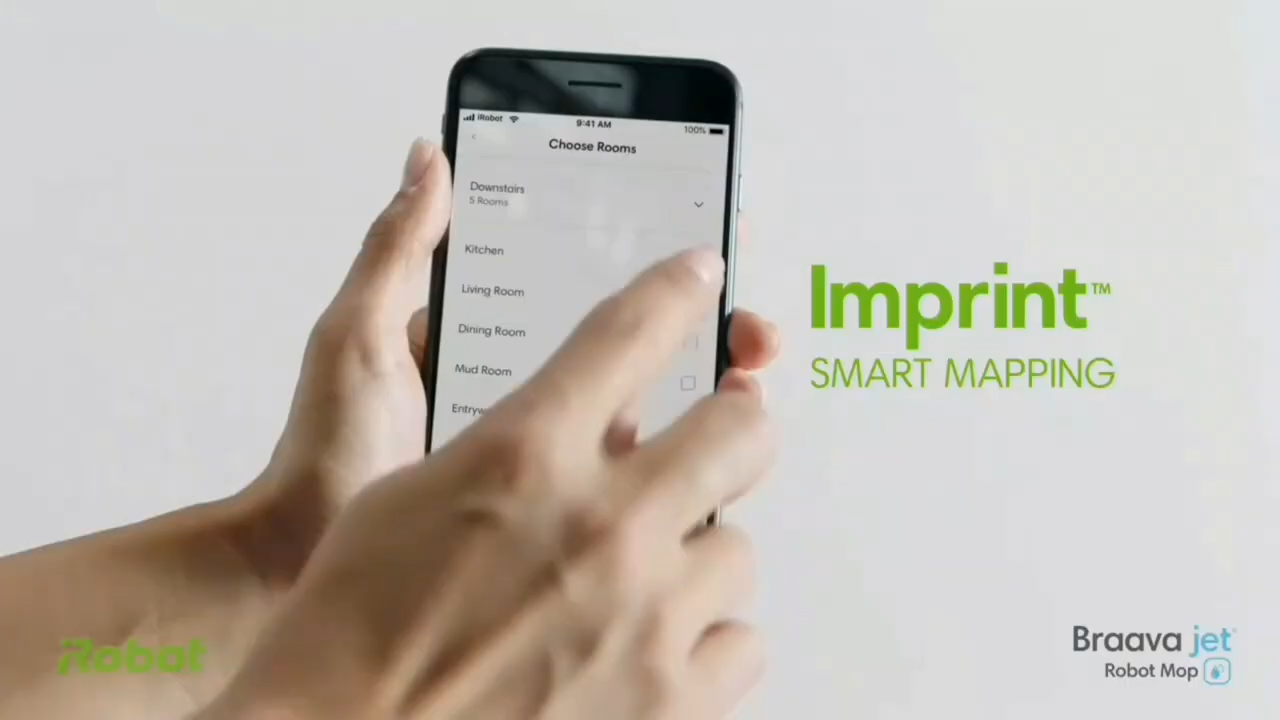 iRobot
9:41 AM
100%
Choose Rooms
Downstairs
5 Rooms
Kitchen
Living Room
Dining Room
Mud Room
Imprint™
SMART MAPPING
iRobot
Braava jet®
Robot Mop